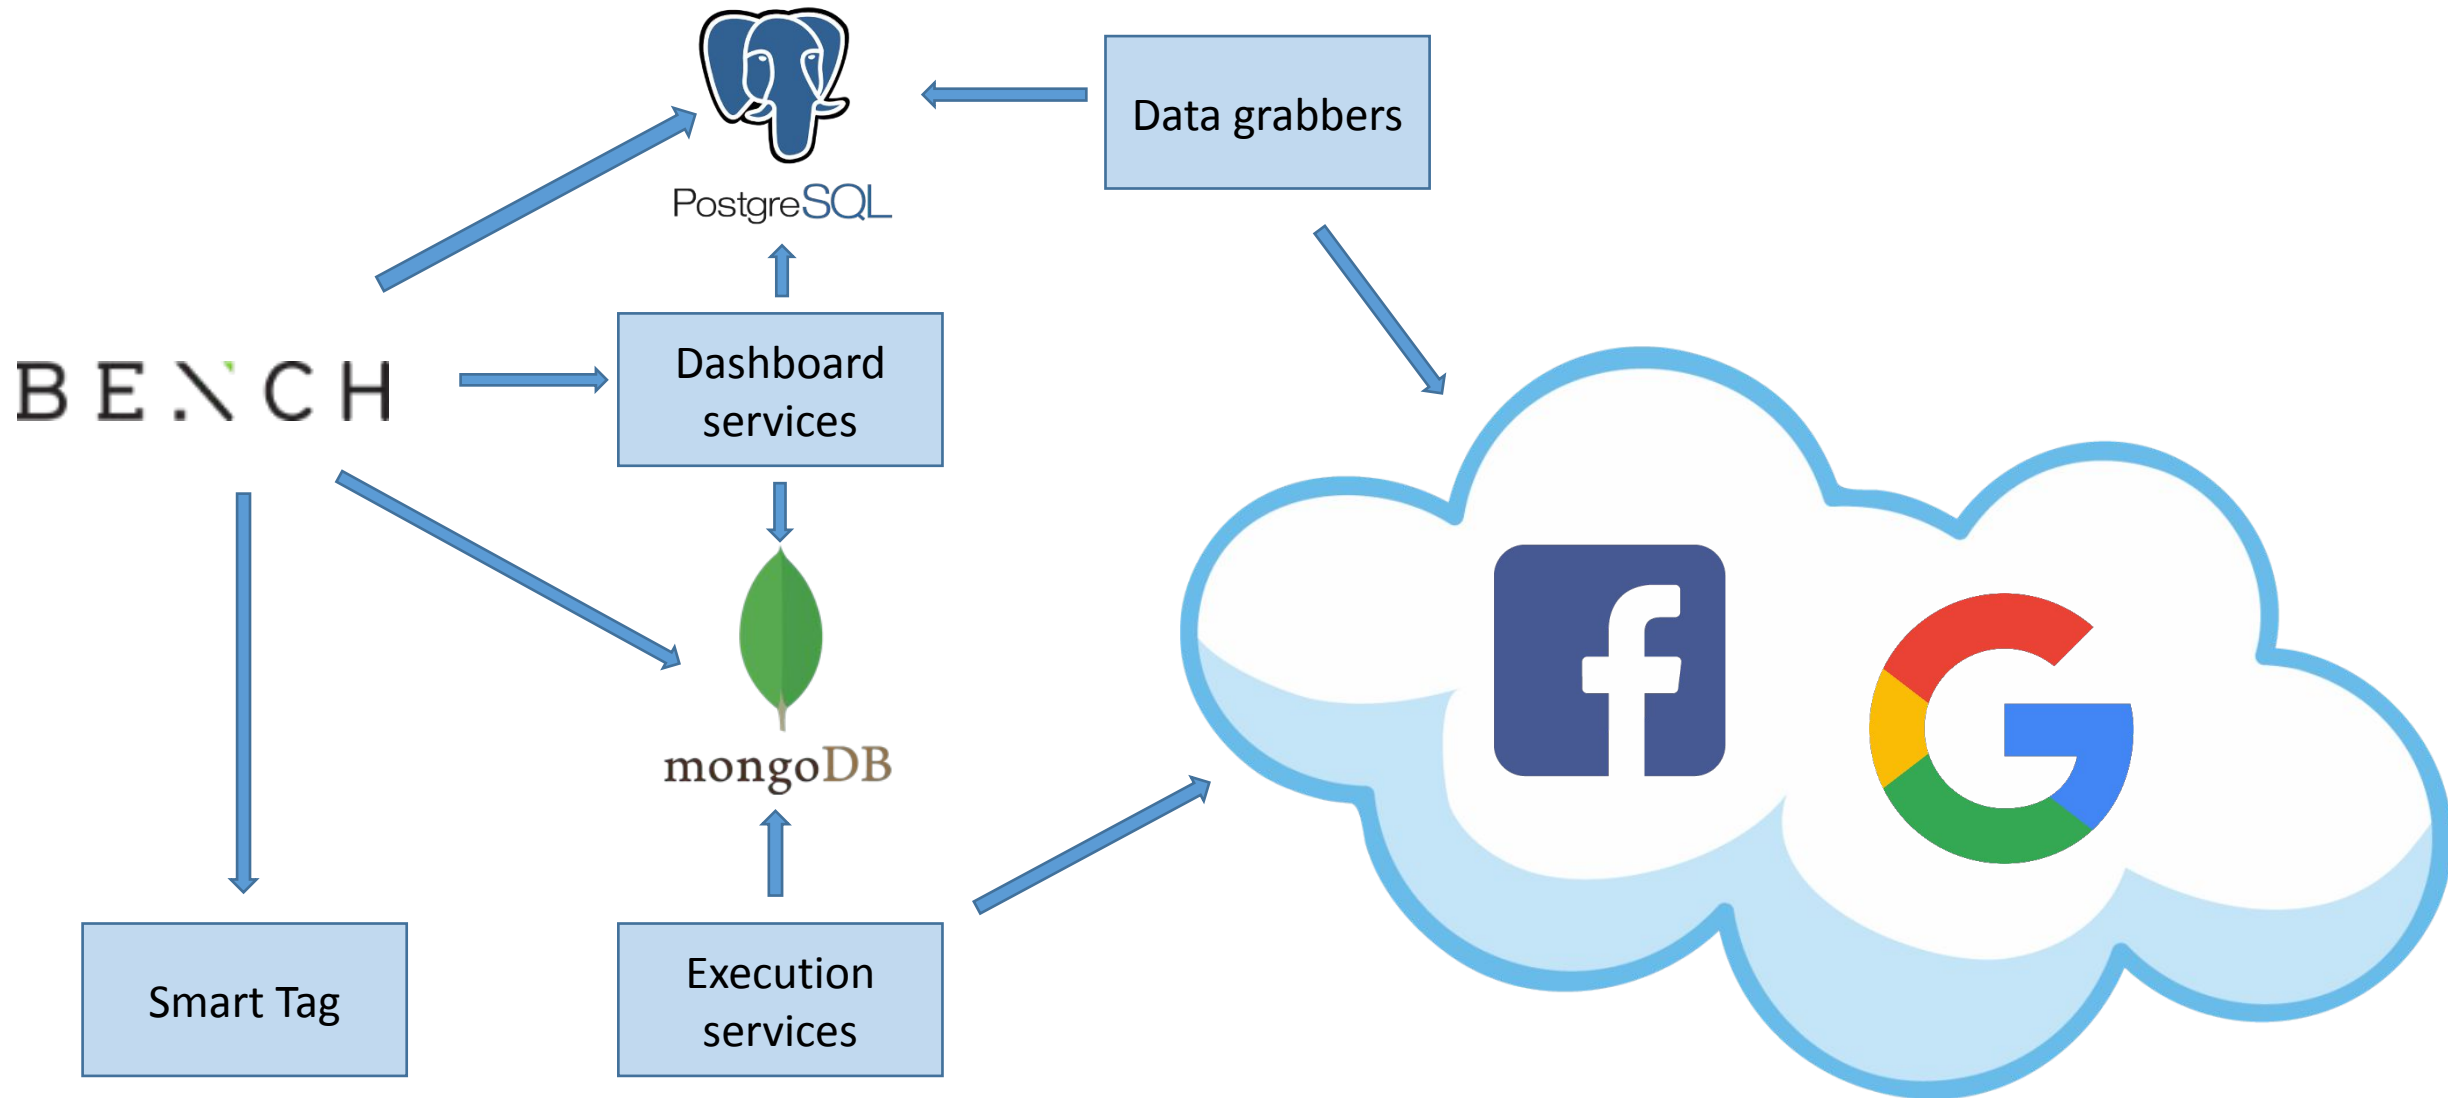 Data grabbers
PostgreSQL
Dashboard
services
BENCH
mongoDB
Execution
services
Smart Tag